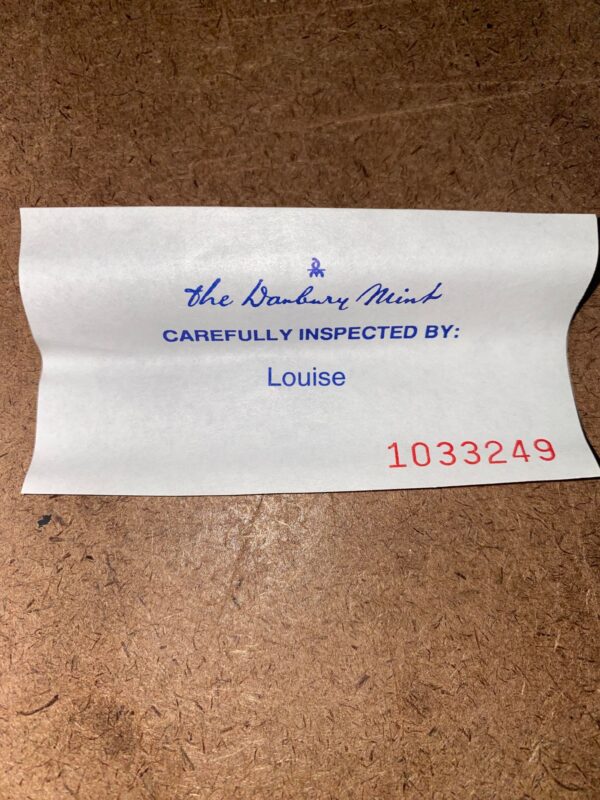 the Danbury Mint
CAREFULLY INSPECTED BY:
Louise
1033249